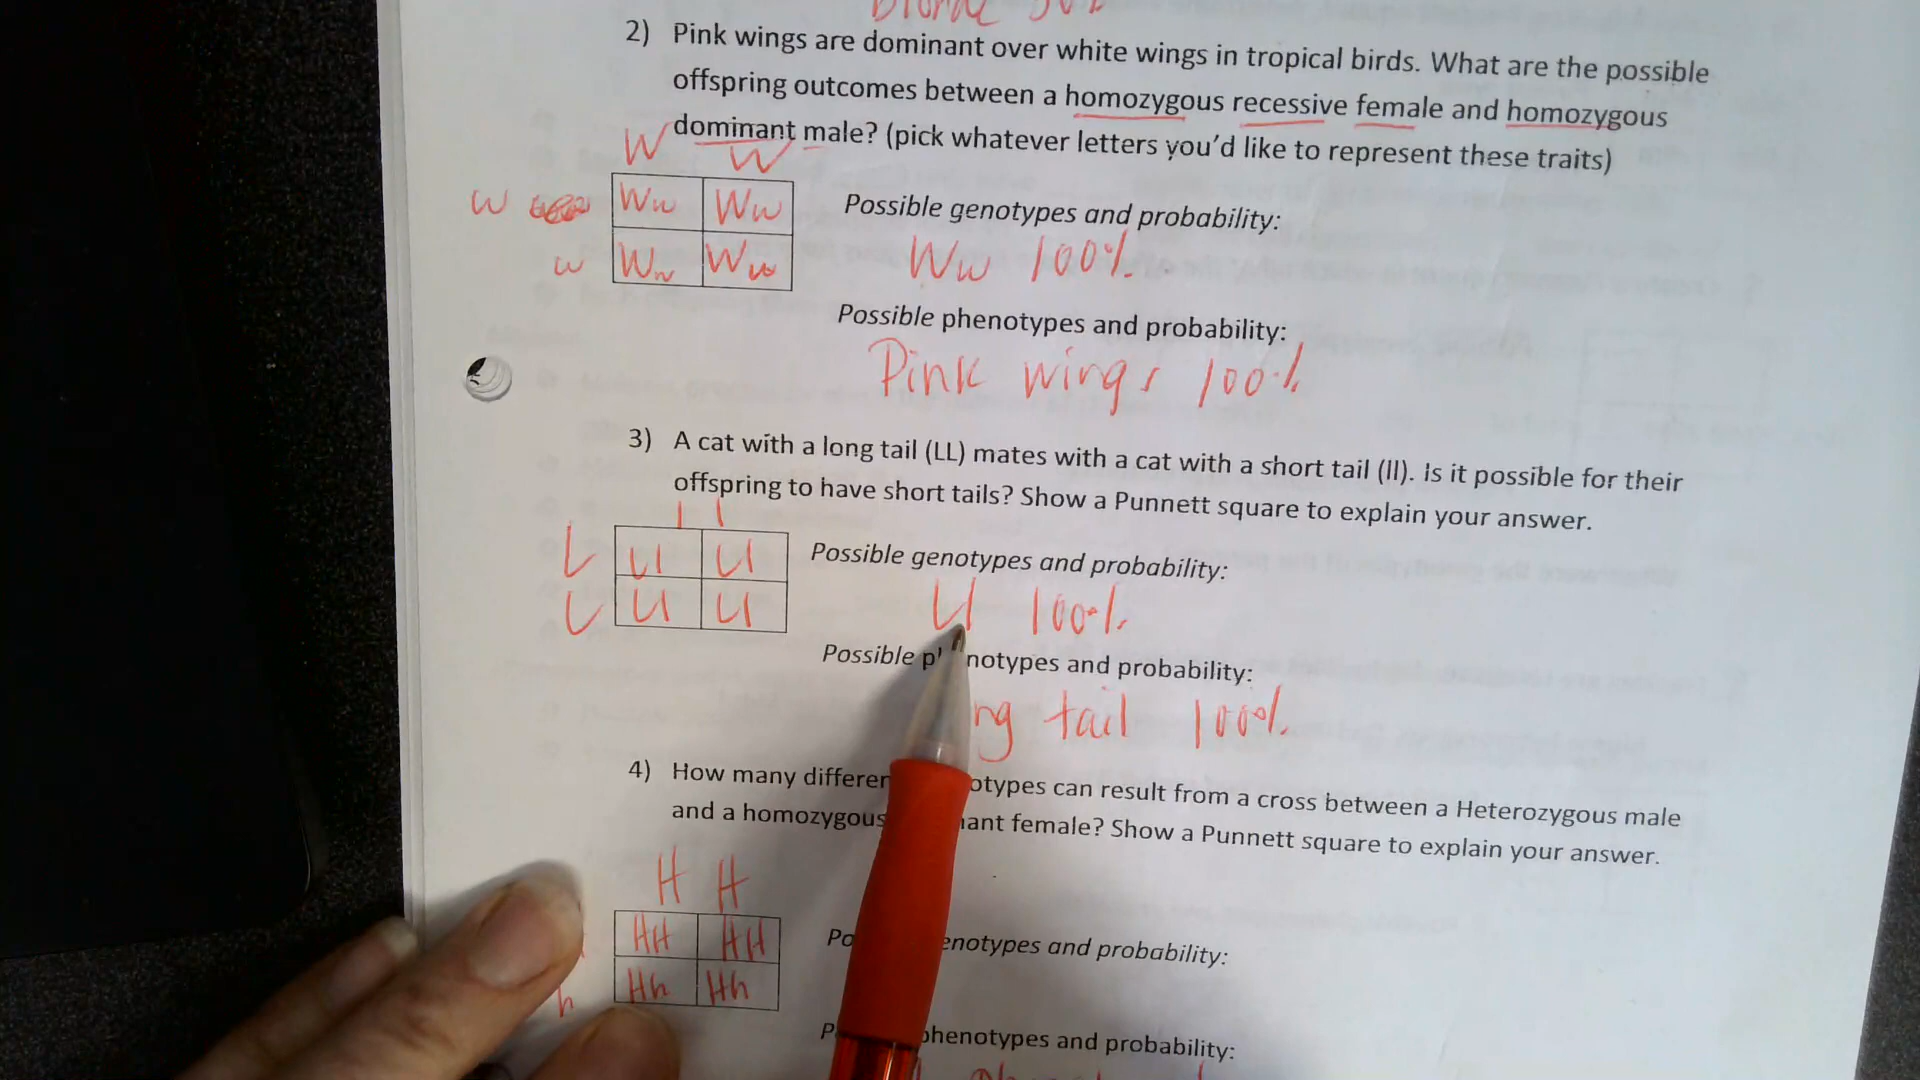 Blonde
2) Pink wings are dominant over white wings in tropical birds. What are the possible
offspring outcomes between a homozygous recessive female and homozygous
dominant male? (pick whatever letters you'd like to represent these traits)
W W
w Ww Ww
w Ww Ww
Possible genotypes and probability:
Ww 100%
Possible phenotypes and probability:
Pink wings 100%
3) A cat with a long tail (LL) mates with a cat with a short tail (ll). Is it possible for their
offspring to have short tails? Show a Punnett square to explain your answer.
l l
L Ll Ll
L Ll Ll
Possible genotypes and probability:
Ll 100%
Possible notypes and probability:
ng tail 100%
4) How many differen otypes can result from a cross between a Heterozygous male
and a homozygous ant female? Show a Punnett square to explain your answer.
H H
HH HH
h Hh Hh
Po enotypes and probability:
P phenotypes and probability: